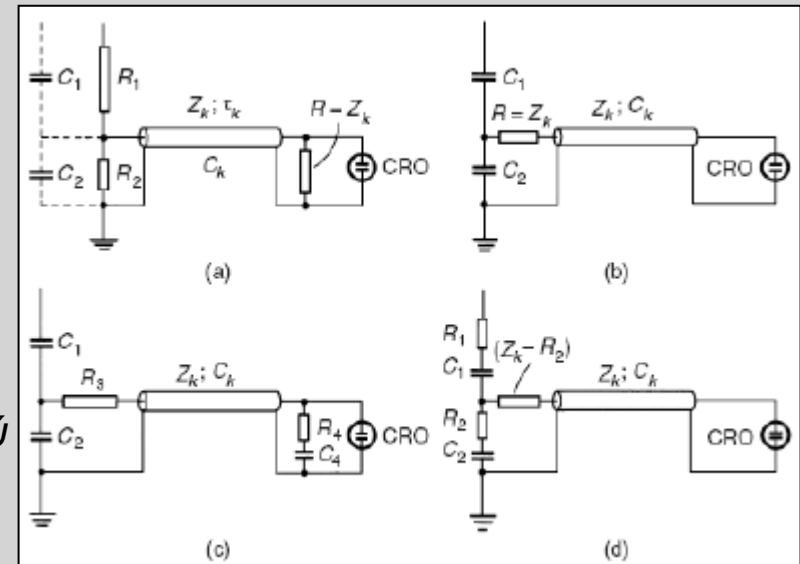 C1
R1
Zk; τk
R – Zk
C2
R2
Ck
CRO
(a)
C1
R = Zk
Zk; Ck
C2
CRO
(b)
C1
R3
Zk; Ck
C2
R4
C4
CRO
(c)
R1
(Zk – R2)
C1
Zk; Ck
R2
C2
CRO
(d)